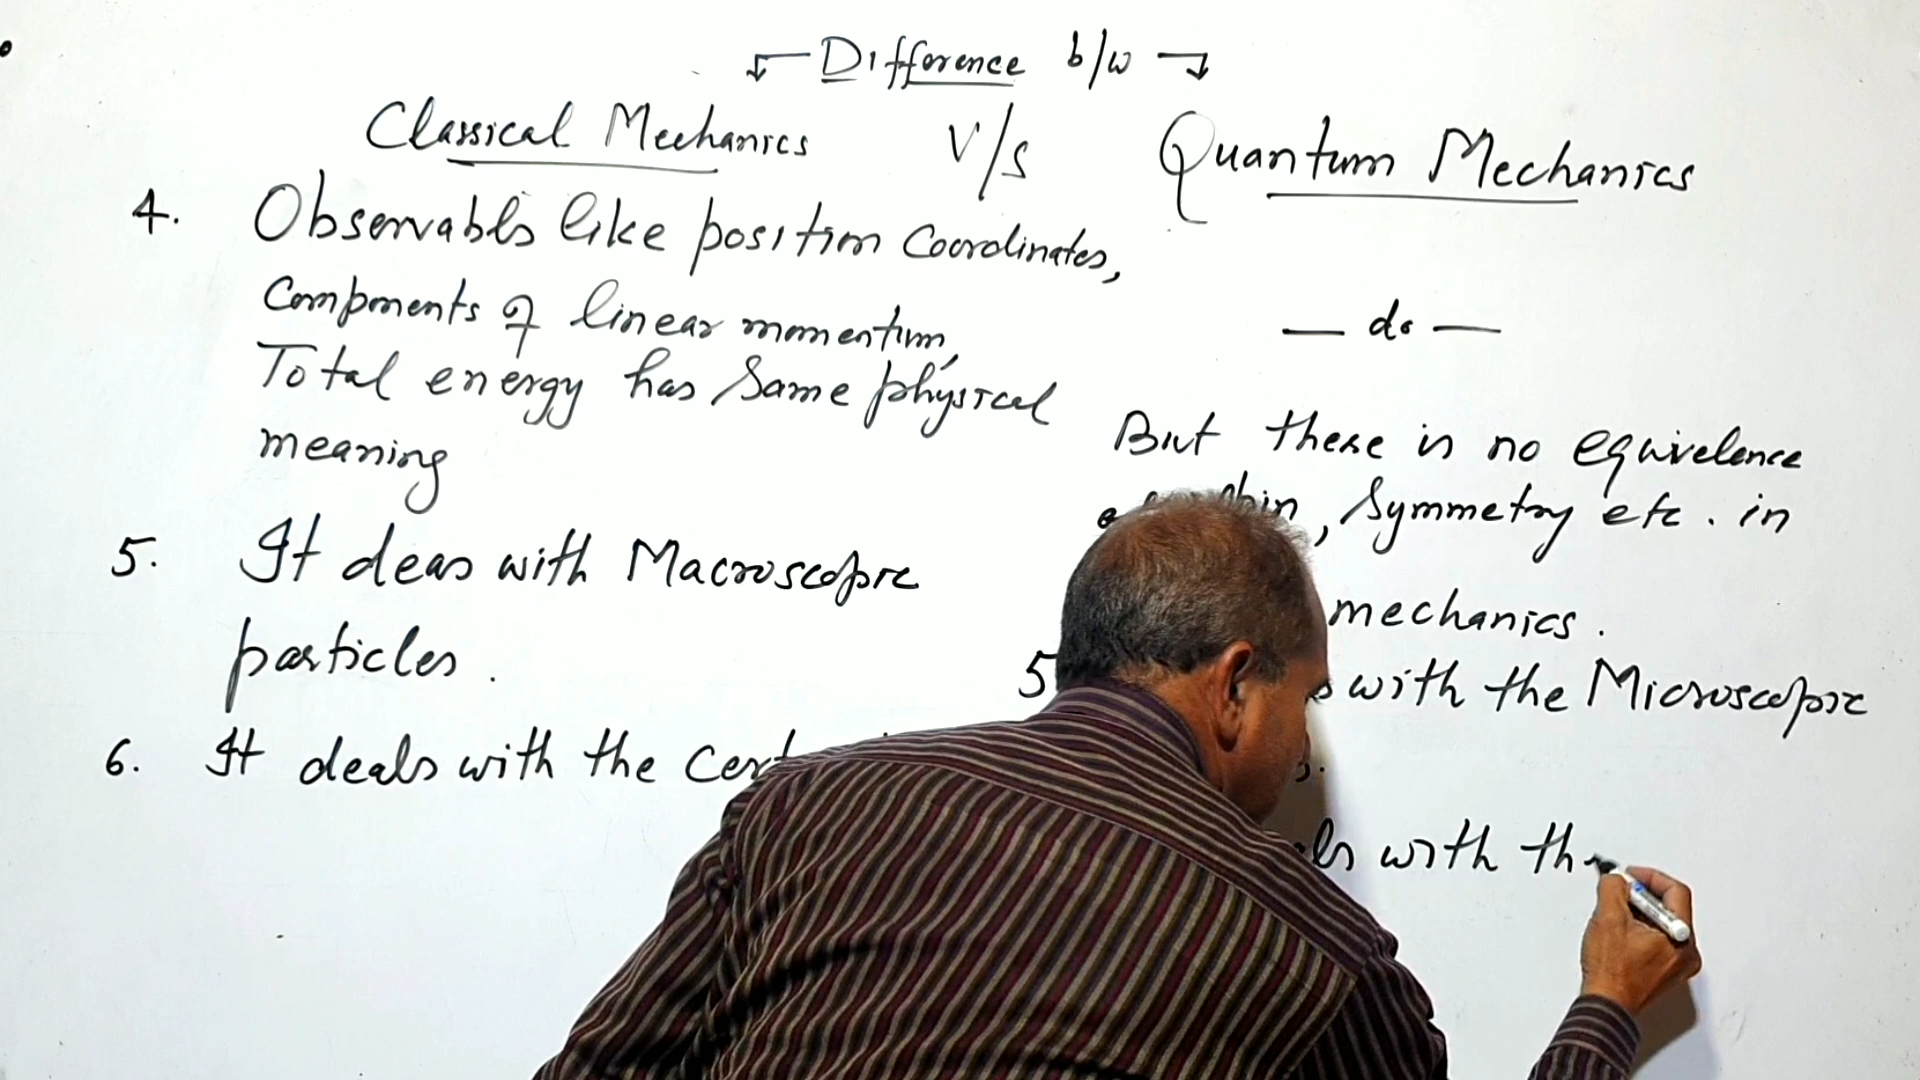 Difference b/w
Classical Mechanics V/s Quantum Mechanics
4. Observables like position Coordinates,
Components of linear momentum,
Total energy has Same physical
meaning
— do —
But there is no equivelence
, Symmetry etc. in
mechanics.
5. It deas with Macroscopic
particles.
5 with the Microscopic
6. It deals with the
with the